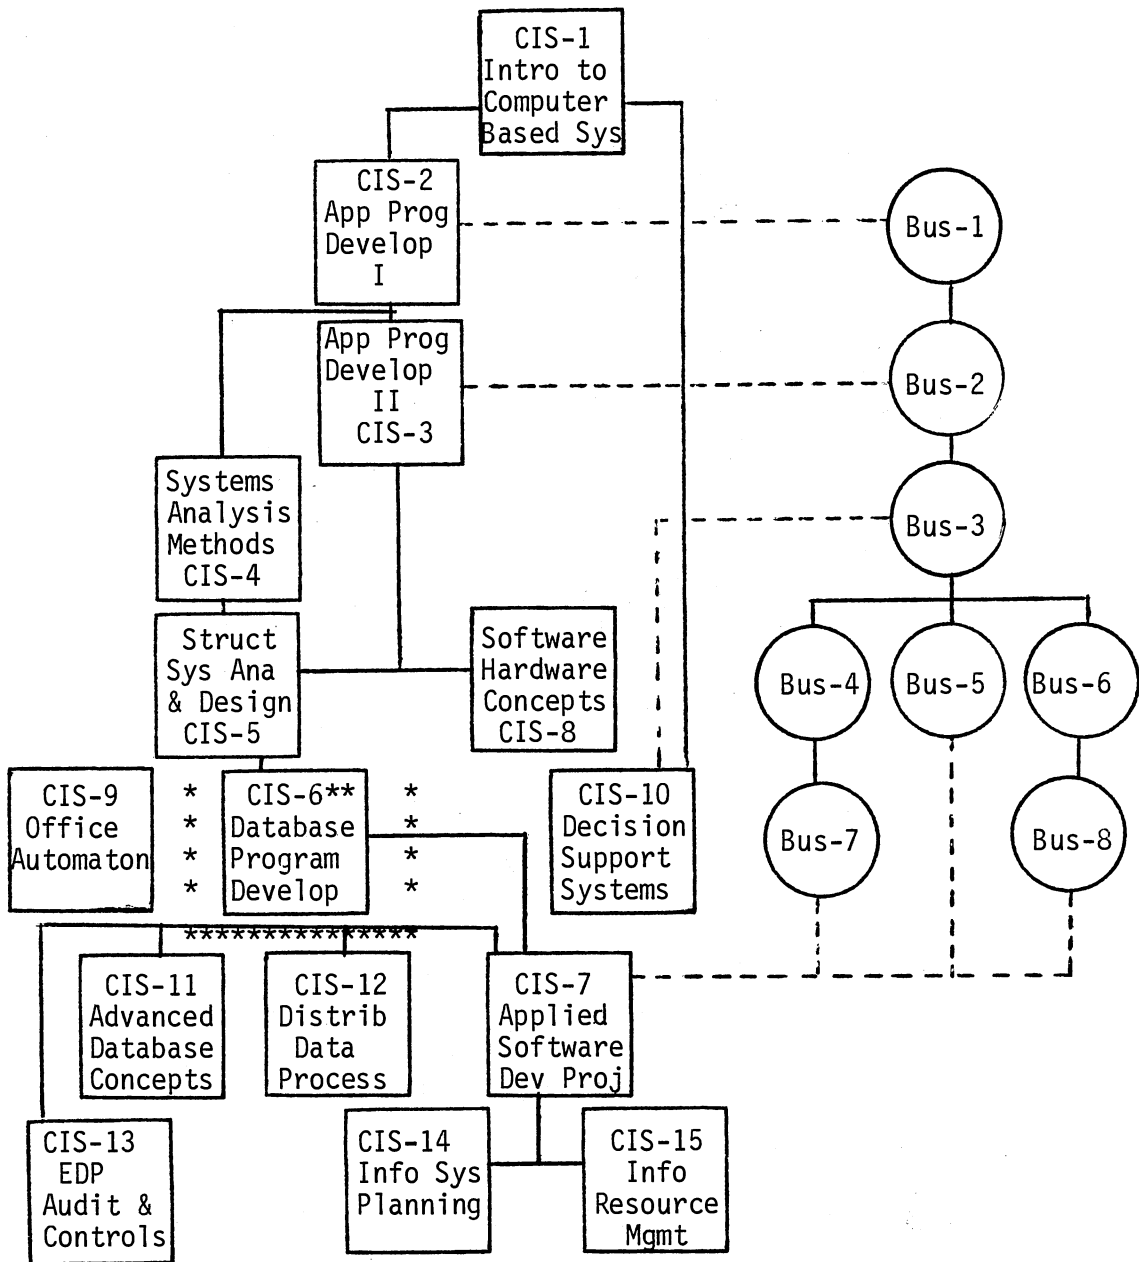 CIS-1
Intro to
Computer
Based Sys
CIS-2
App Prog
Develop
I
Bus-1
App Prog
Develop
II
CIS-3
Bus-2
Systems
Analysis
Methods
CIS-4
Bus-3
Struct
Sys Ana
& Design
CIS-5
Software
Hardware
Concepts
CIS-8
Bus-4
Bus-5
Bus-6
CIS-9
Office
Automaton
*
*
*
*
CIS-6**
Database
Program
Develop
*
*
*
*
CIS-10
Decision
Support
Systems
Bus-7
Bus-8
***************
CIS-11
Advanced
Database
Concepts
CIS-12
Distrib
Data
Process
CIS-7
Applied
Software
Dev Proj
CIS-13
EDP
Audit &
Controls
CIS-14
Info Sys
Planning
CIS-15
Info
Resource
Mgmt